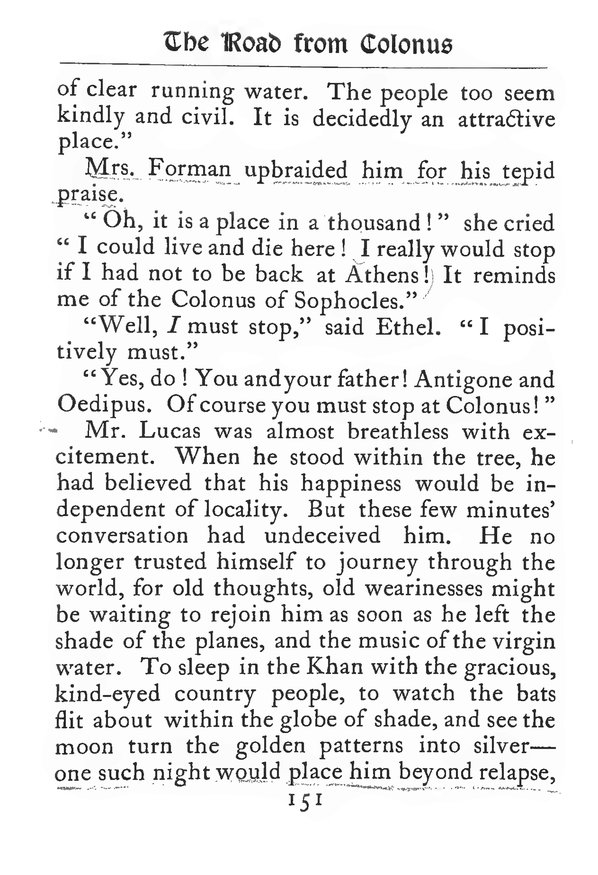 The Road from Colonus
of clear running water. The people too seem
kindly and civil. It is decidedly an attractive
place.”
Mrs. Forman upbraided him for his tepid
praise.
“ Oh, it is a place in a thousand ! ” she cried
“ I could live and die here ! I really would stop
if I had not to be back at Athens ! It reminds
me of the Colonus of Sophocles.”
“Well, I must stop,” said Ethel. “ I posi-
tively must.”
“ Yes, do ! You and your father ! Antigone and
Oedipus. Of course you must stop at Colonus ! ”
Mr. Lucas was almost breathless with ex-
citement. When he stood within the tree, he
had believed that his happiness would be in-
dependent of locality. But these few minutes’
conversation had undeceived him. He no
longer trusted himself to journey through the
world, for old thoughts, old wearinesses might
be waiting to rejoin him as soon as he left the
shade of the planes, and the music of the virgin
water. To sleep in the Khan with the gracious,
kind-eyed country people, to watch the bats
flit about within the globe of shade, and see the
moon turn the golden patterns into silver—
one such night would place him beyond relapse,
151